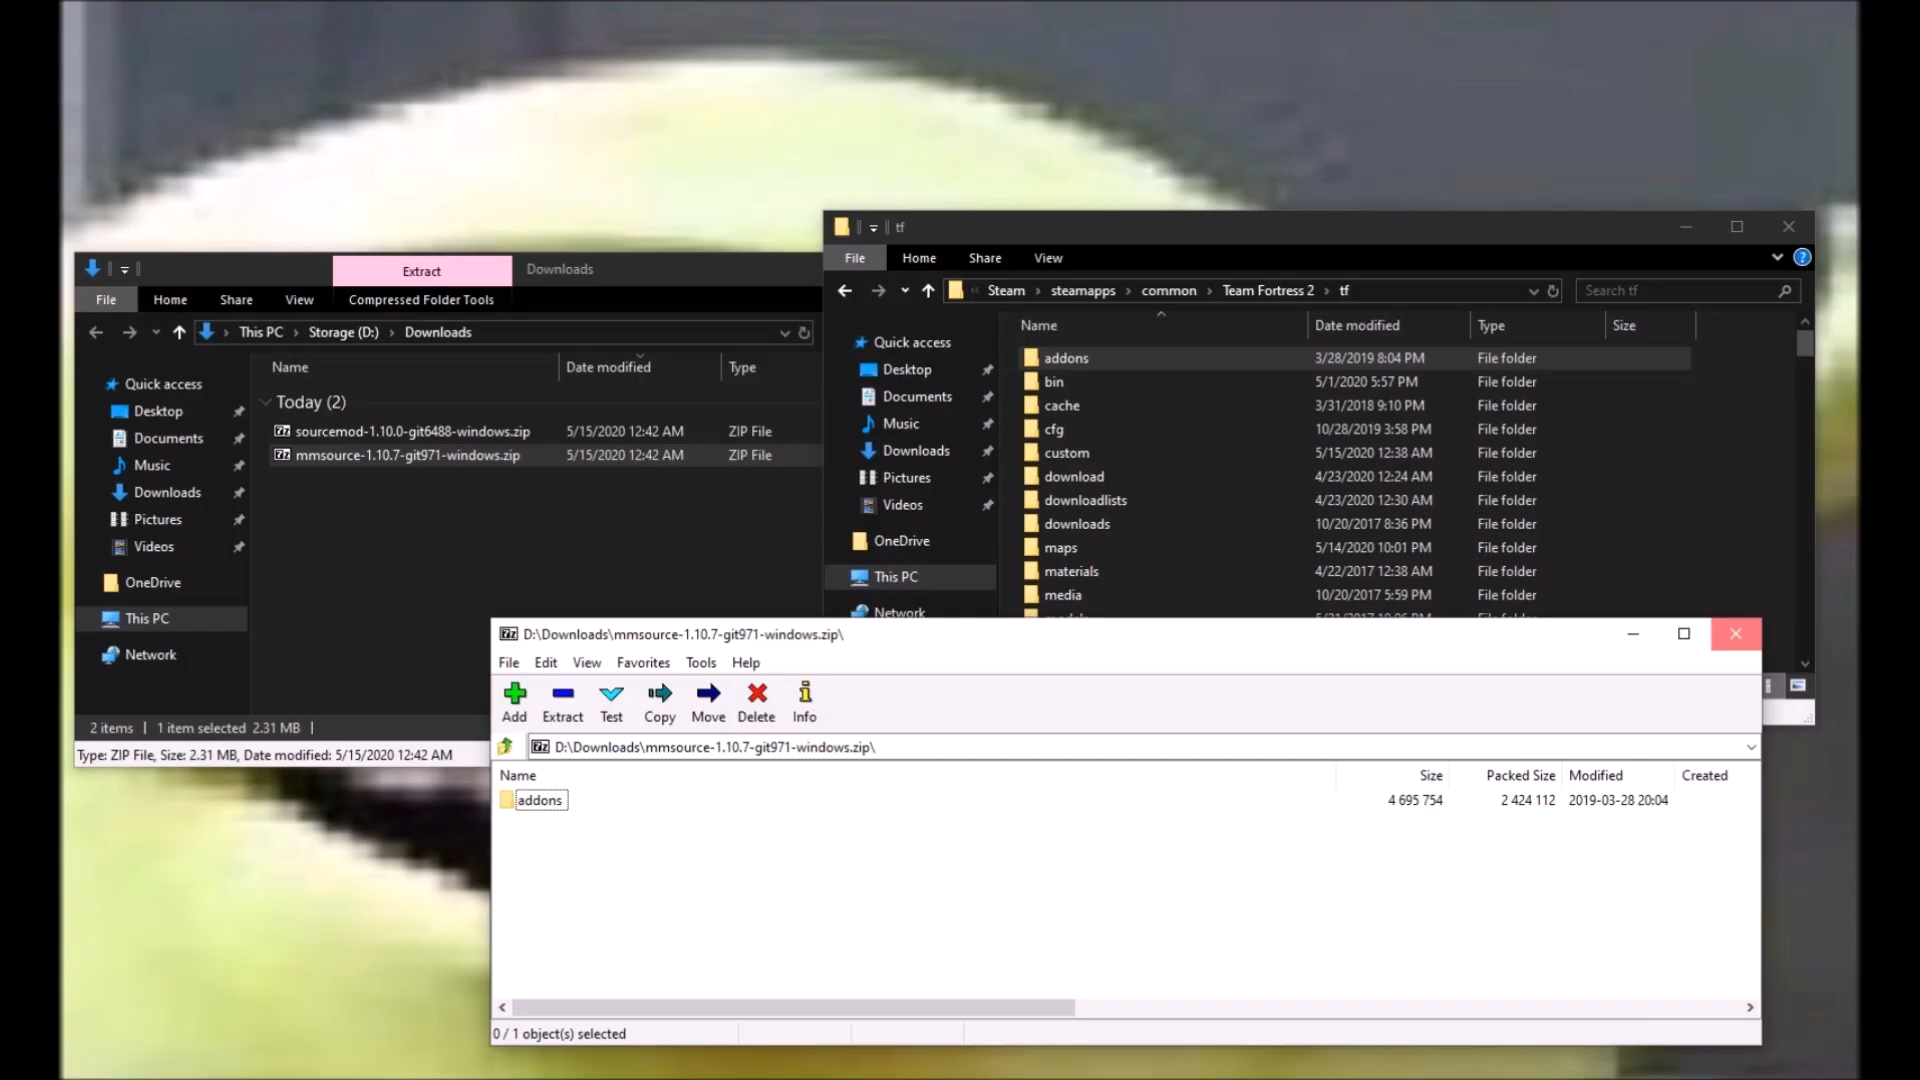 tf
File Home Share View
Steam steamapps common Team Fortress 2 tf
Search tf
Name Date modified Type Size
Quick access
Desktop
Documents
Music
Downloads
Pictures
Videos
OneDrive
This PC
Network
addons 3/28/2019 8:04 PM File folder
bin 5/1/2020 5:57 PM File folder
cache 3/31/2018 9:10 PM File folder
cfg 10/28/2019 3:58 PM File folder
custom 5/15/2020 12:38 AM File folder
download 4/23/2020 12:24 AM File folder
downloadlists 4/23/2020 12:30 AM File folder
downloads 10/20/2017 8:36 PM File folder
maps 5/14/2020 10:01 PM File folder
materials 4/22/2017 12:38 AM File folder
media 10/20/2017 5:59 PM File folder
Extract Downloads
File Home Share View Compressed Folder Tools
This PC Storage (D:) Downloads
Name Date modified Type
Quick access
Desktop
Documents
Music
Downloads
Pictures
Videos
OneDrive
This PC
Network
Today (2)
sourcemod-1.10.0-git6488-windows.zip 5/15/2020 12:42 AM ZIP File
mmsource-1.10.7-git971-windows.zip 5/15/2020 12:42 AM ZIP File
2 items 1 item selected 2.31 MB
Type: ZIP File, Size: 2.31 MB, Date modified: 5/15/2020 12:42 AM
D:\Downloads\mmsource-1.10.7-git971-windows.zip\
File Edit View Favorites Tools Help
Add Extract Test Copy Move Delete Info
D:\Downloads\mmsource-1.10.7-git971-windows.zip\
Name Size Packed Size Modified Created
addons 4 695 754 2 424 112 2019-03-28 20:04
0 / 1 object(s) selected